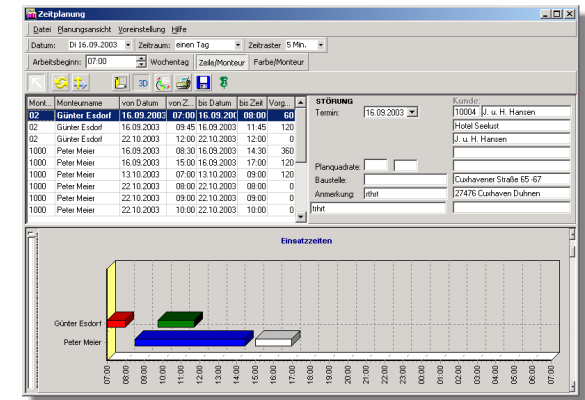 Zeitplanung
Datei Planungsansicht Voreinstellung Hilfe
Datum: Di 16.09.2003 Zeitraum: einen Tag Zeitraster 5 Min.
Arbeitsbeginn: 07:00 Wochentag Zeile/Monteur Farbe/Monteur
3D
Mont... Monteurname von Datum von Z... bis Datum bis Zeit Vorg...
02 Günter Esdorf 16.09.2003 07:00 16.09.200 08:00 60
02 Günter Esdorf 16.09.2003 09:45 16.09.2003 11:45 120
02 Günter Esdorf 22.10.2003 12:00 22.10.2003 12:00 0
1000 Peter Meier 16.09.2003 08:30 16.09.2003 14:30 360
1000 Peter Meier 16.09.2003 15:00 16.09.2003 17:00 120
1000 Peter Meier 13.10.2003 07:00 13.10.2003 09:00 120
1000 Peter Meier 22.10.2003 08:00 22.10.2003 08:00 0
1000 Peter Meier 22.10.2003 09:00 22.10.2003 09:00 0
1000 Peter Meier 22.10.2003 10:00 22.10.2003 10:00 0
STÖRUNG
Termin: 16.09.2003
Planquadrate:
Baustelle:
Anmerkung: rthrt
trhrt
Kunde:
10004 J. u. H. Hansen
Hotel Seelust
J. u. H. Hansen
Cuxhavener Straße 65 -67
27476 Cuxhaven Duhnen
Einsatzzeiten
Günter Esdorf
Peter Meier
07:00 08:00 09:00 10:00 11:00 12:00 13:00 14:00 15:00 16:00 17:00 18:00 19:00 20:00 21:00 22:00 23:00 00:00 01:00 02:00 03:00 04:00 05:00 06:00 07:00